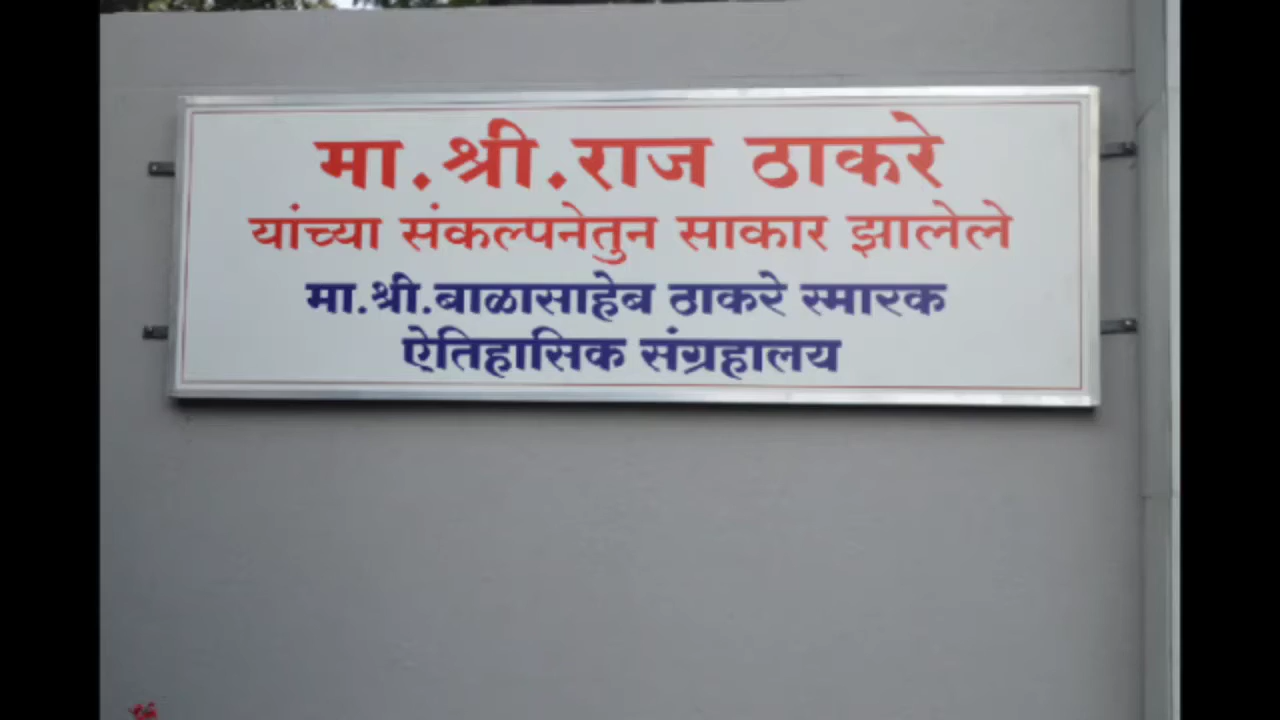 मा.श्री.राज ठाकरे
यांच्या संकल्पनेतुन साकार झालेले
मा.श्री.बाळासाहेब ठाकरे स्मारक
ऐतिहासिक संग्रहालय